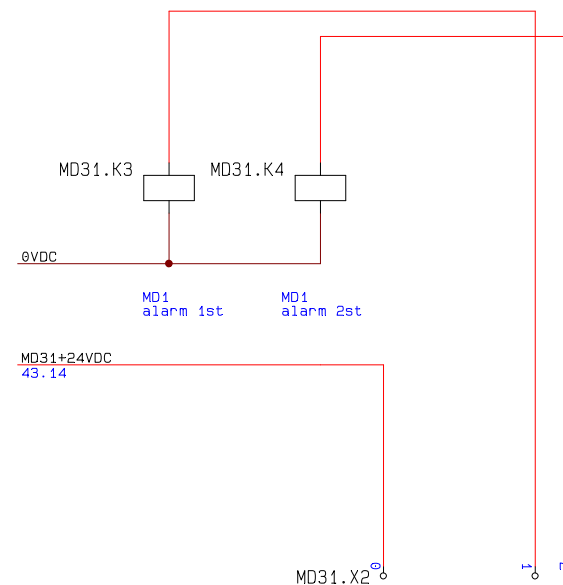 MD31.K3
MD31.K4
0VDC
MD1
alarm 1st
MD1
alarm 2st
MD31+24VDC
43.14
MD31.X2
0
1